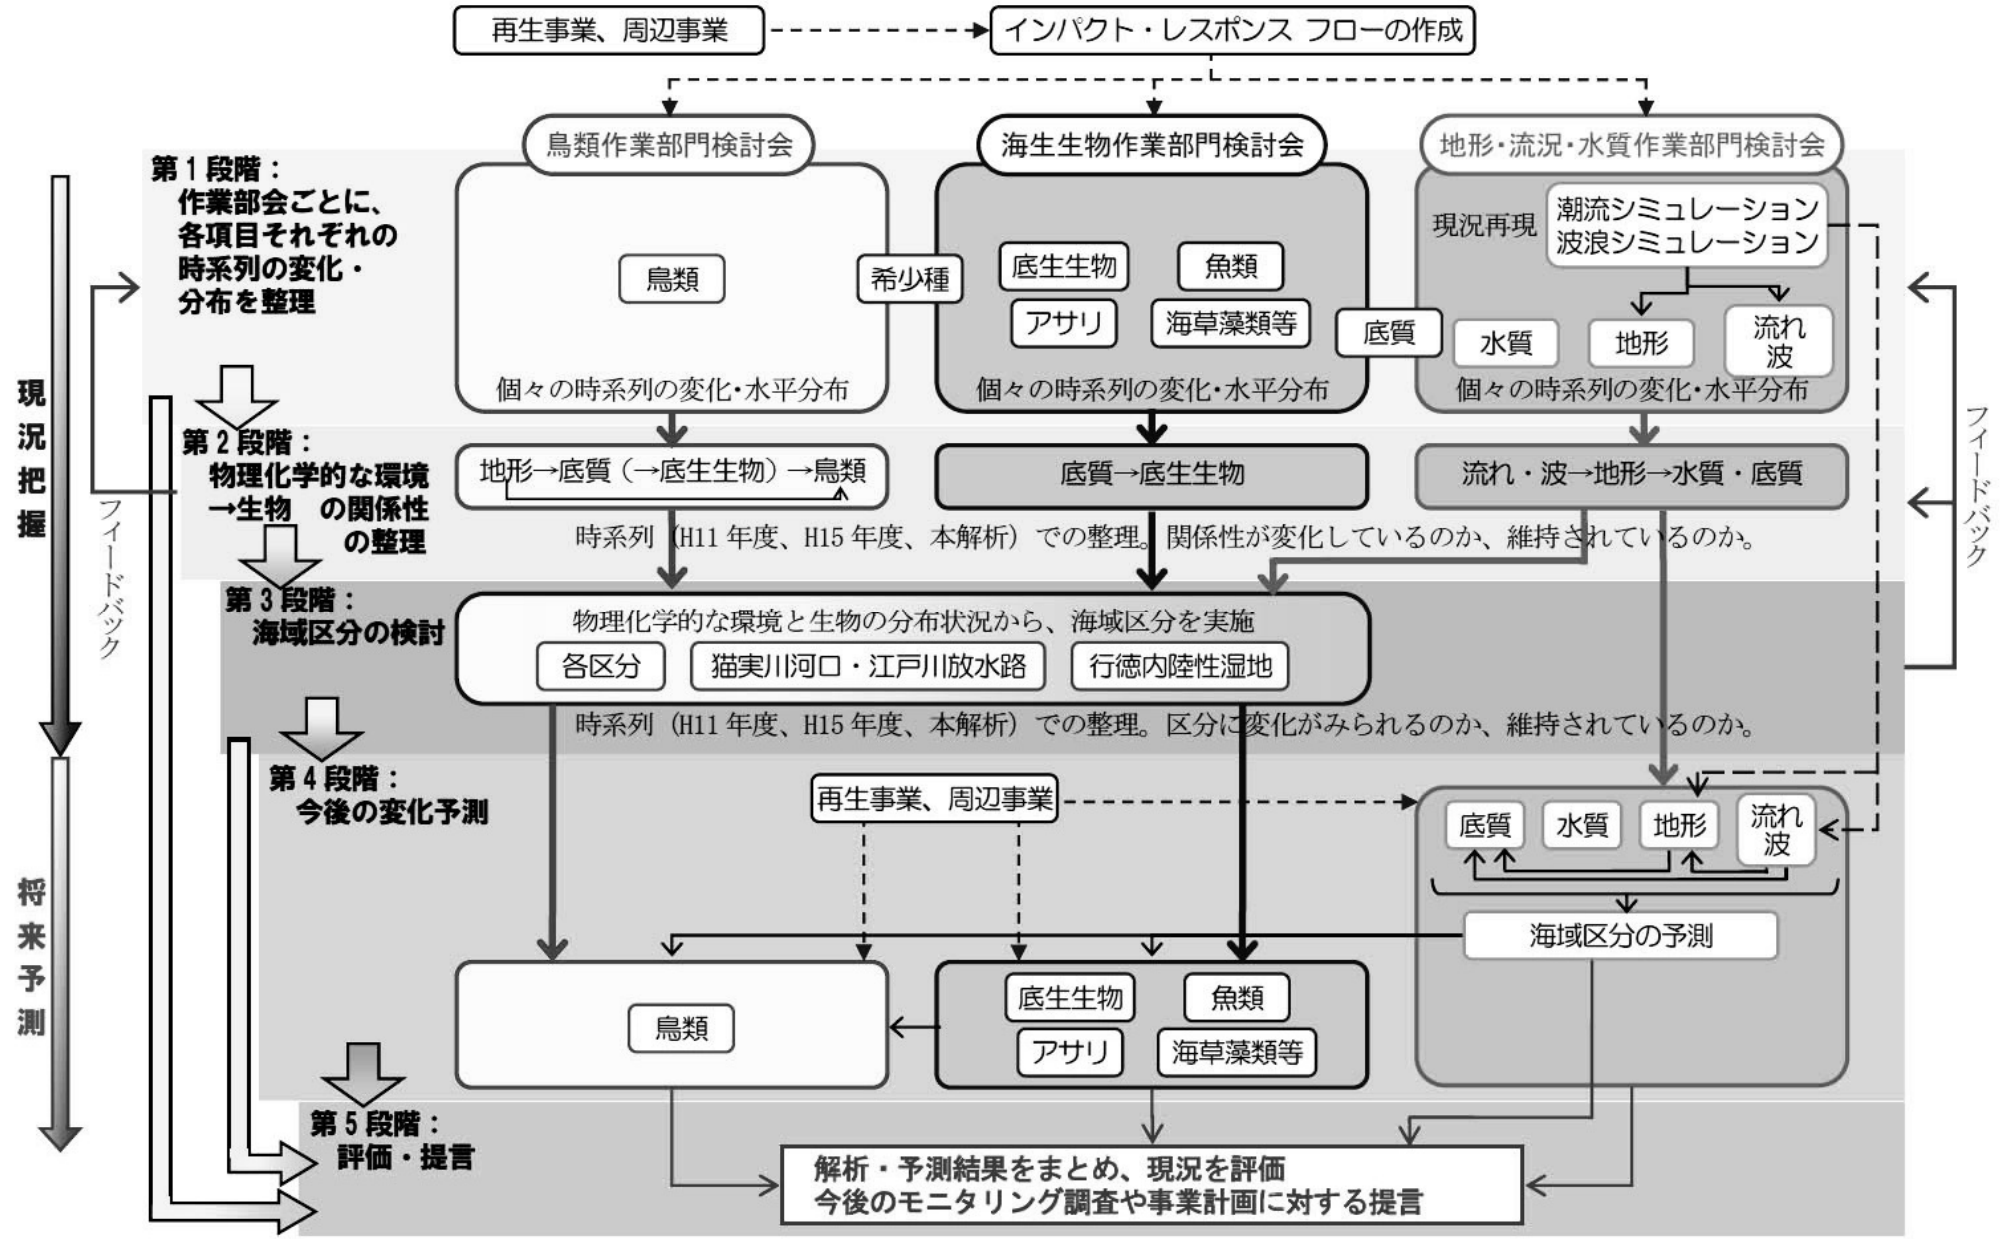 再生事業、周辺事業
インパクト・レスポンス フローの作成
鳥類作業部門検討会
海生生物作業部門検討会
地形・流況・水質作業部門検討会
現況把握
将来予測
フィードバック
第1段階：
作業部会ごとに、
各項目それぞれの
時系列の変化・
分布を整理
鳥類
希少種
底生生物
魚類
アサリ
海草藻類等
底質
現況再現
潮流シミュレーション
波浪シミュレーション
水質
地形
流れ
波
個々の時系列の変化・水平分布
個々の時系列の変化・水平分布
個々の時系列の変化・水平分布
フィードバック
第2段階：
物理化学的な環境
→生物　の関係性
の整理
地形→底質（→底生生物）→鳥類
底質→底生生物
流れ・波→地形→水質・底質
時系列（H11年度、H15年度、本解析）での整理。関係性が変化しているのか、維持されているのか。
第3段階：
海域区分の検討
物理化学的な環境と生物の分布状況から、海域区分を実施
各区分
猫実川河口・江戸川放水路
行徳内陸性湿地
時系列（H11年度、H15年度、本解析）での整理。区分に変化がみられるのか、維持されているのか。
第4段階：
今後の変化予測
再生事業、周辺事業
底質
水質
地形
流れ
波
海域区分の予測
鳥類
底生生物
魚類
アサリ
海草藻類等
第5段階：
評価・提言
解析・予測結果をまとめ、現況を評価
今後のモニタリング調査や事業計画に対する提言